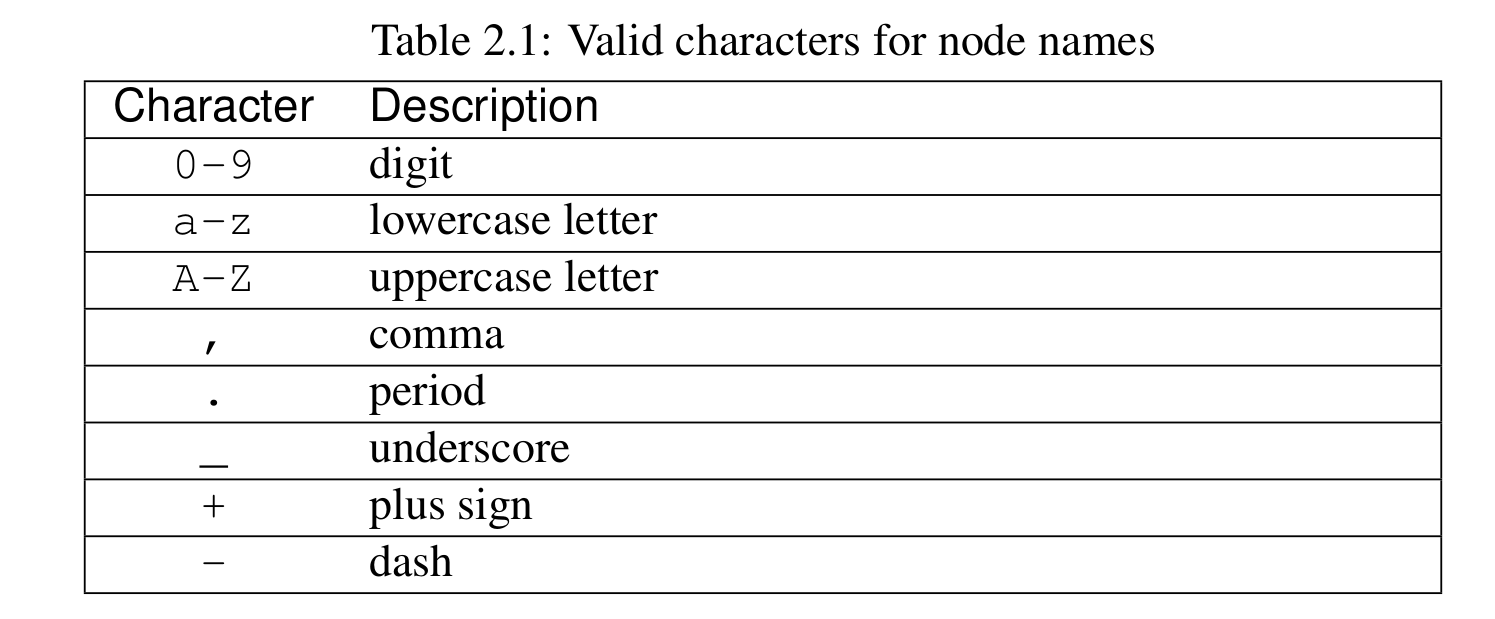 Table 2.1: Valid characters for node names
Character Description
0-9 digit
a-z lowercase letter
A-Z uppercase letter
, comma
. period
_ underscore
+ plus sign
- dash